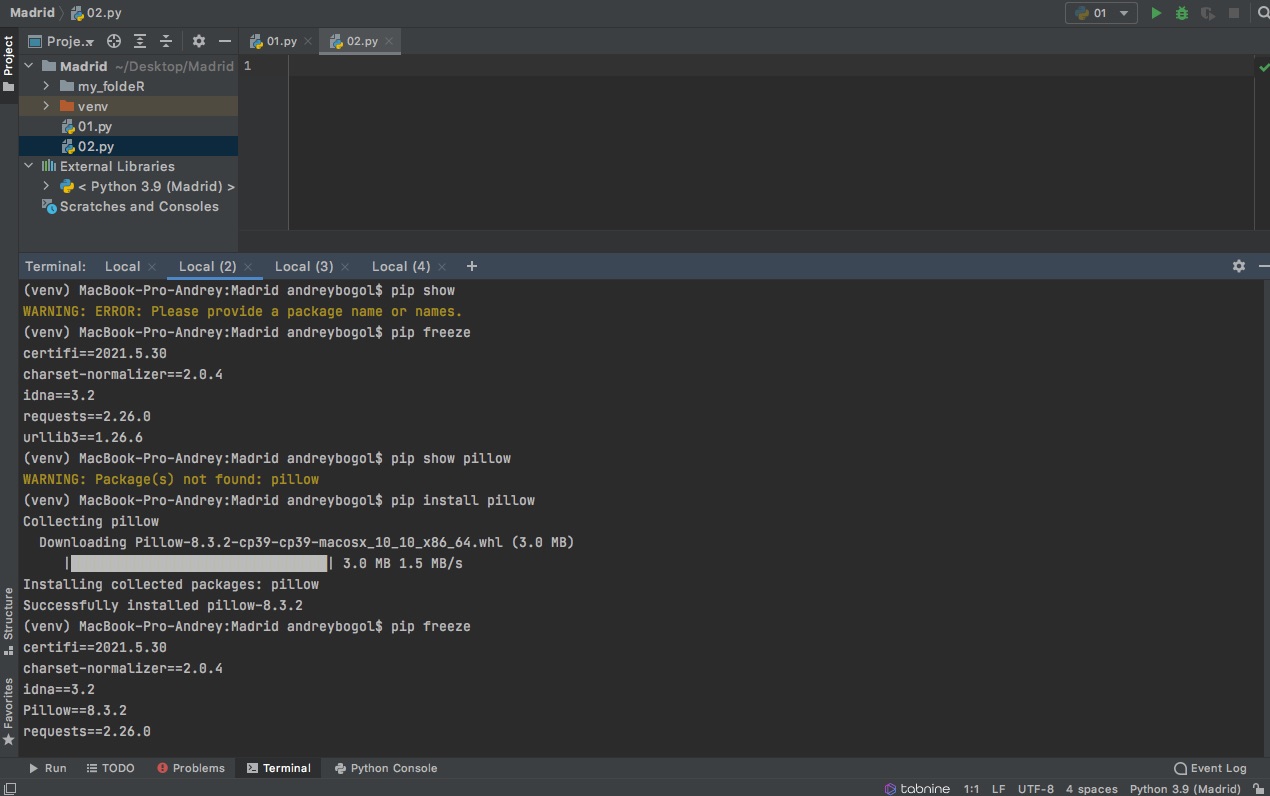 Madrid 02.py
01
Project
Proje..
01.py
02.py
Madrid ~/Desktop/Madrid
1
my_foldeR
venv
01.py
02.py
External Libraries
< Python 3.9 (Madrid) >
Scratches and Consoles
Terminal: Local Local (2) Local (3) Local (4) +
(venv) MacBook-Pro-Andrey:Madrid andreybogol$ pip show
WARNING: ERROR: Please provide a package name or names.
(venv) MacBook-Pro-Andrey:Madrid andreybogol$ pip freeze
certifi==2021.5.30
charset-normalizer==2.0.4
idna==3.2
requests==2.26.0
urllib3==1.26.6
(venv) MacBook-Pro-Andrey:Madrid andreybogol$ pip show pillow
WARNING: Package(s) not found: pillow
(venv) MacBook-Pro-Andrey:Madrid andreybogol$ pip install pillow
Collecting pillow
Downloading Pillow-8.3.2-cp39-cp39-macosx_10_10_x86_64.whl (3.0 MB)
| | 3.0 MB 1.5 MB/s
Installing collected packages: pillow
Successfully installed pillow-8.3.2
(venv) MacBook-Pro-Andrey:Madrid andreybogol$ pip freeze
certifi==2021.5.30
charset-normalizer==2.0.4
idna==3.2
Pillow==8.3.2
requests==2.26.0
Structure
Favorites
Run TODO Problems Terminal Python Console Event Log
tabnine 1:1 LF UTF-8 4 spaces Python 3.9 (Madrid)